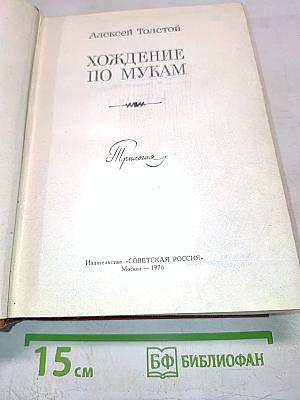 Алексей Толстой
ХОЖДЕНИЕ
ПО МУКАМ
Трилогия
Издательство «СОВЕТСКАЯ РОССИЯ»
Москва — 1976
15 см
БФ БИБЛИОФАН